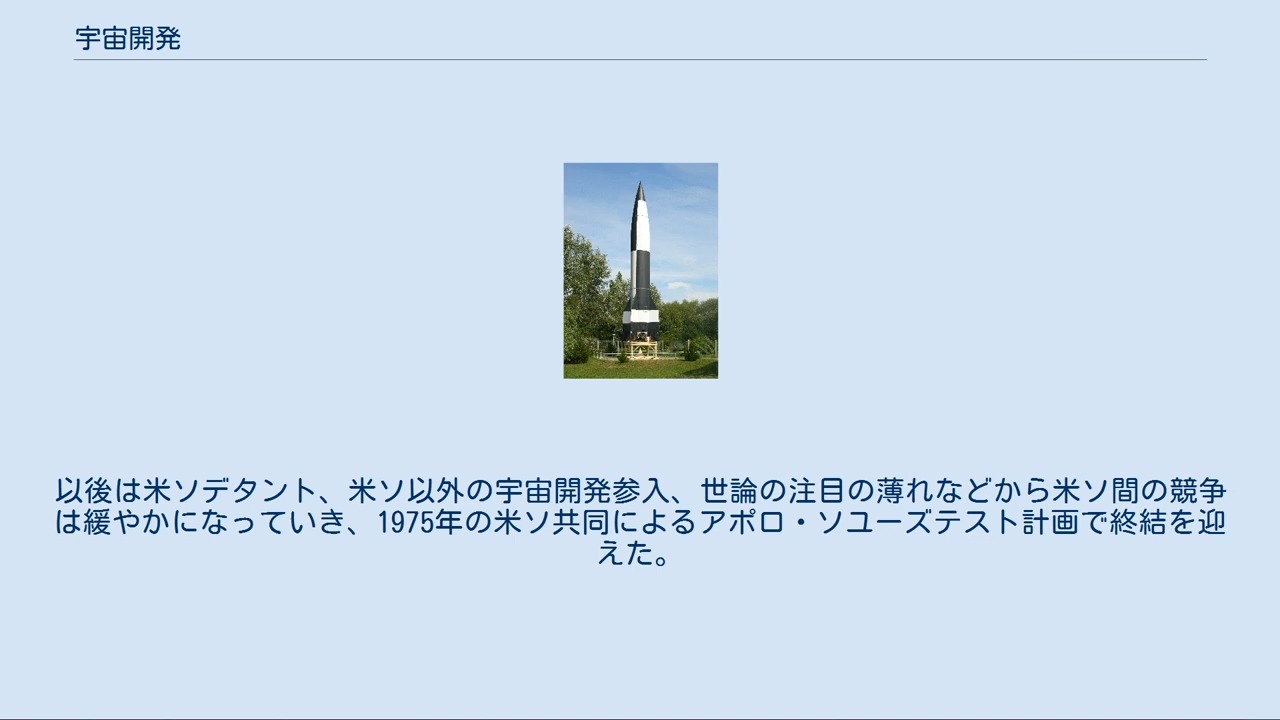 宇宙開発
以後は米ソデタント、米ソ以外の宇宙開発参入、世論の注目の薄れなどから米ソ間の競争
は緩やかになっていき、1975年の米ソ共同によるアポロ・ソユーズテスト計画で終結を迎
えた。